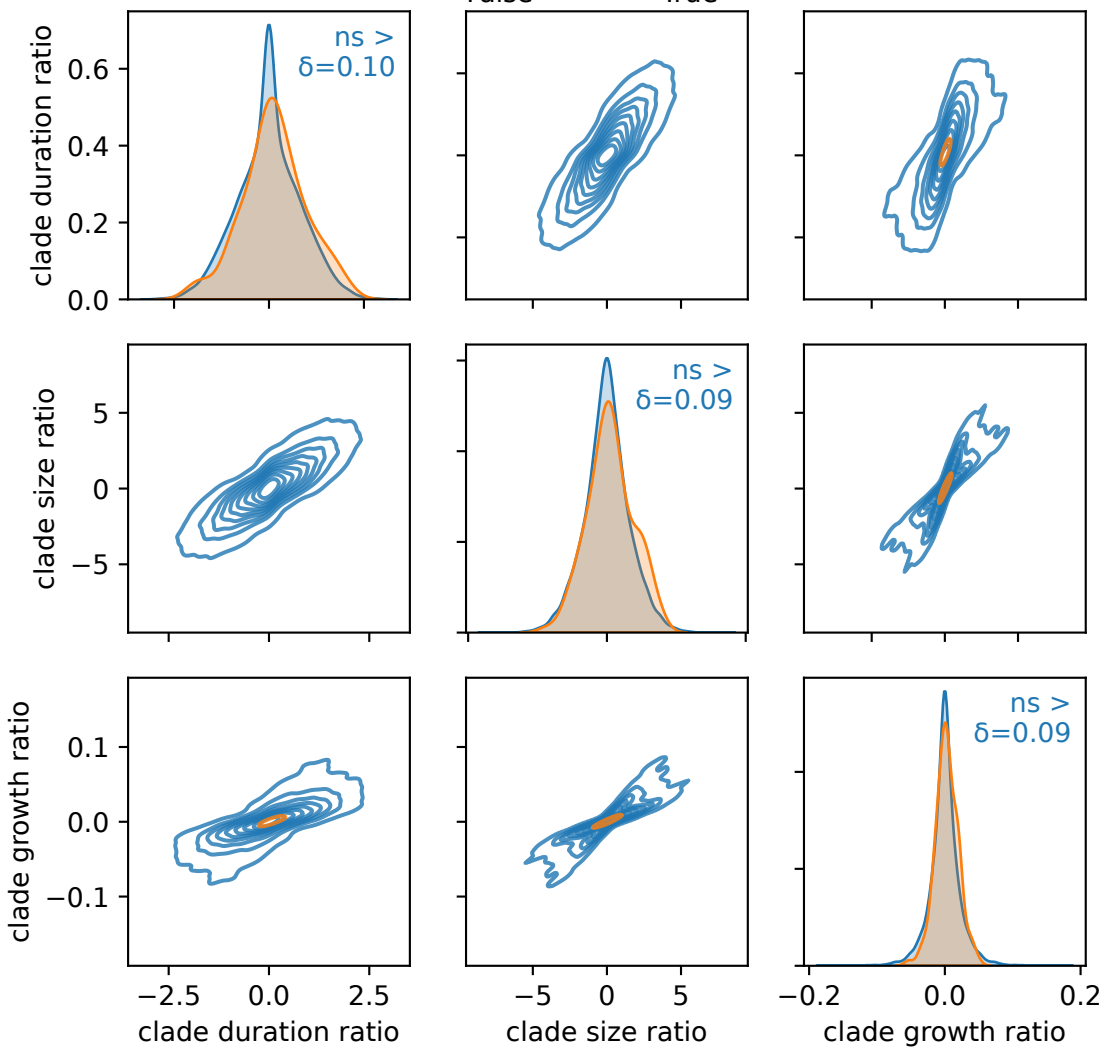 clade duration ratio
0.6
0.4
0.2
0.0
ns >
δ=0.10
clade size ratio
5
0
−5
ns >
δ=0.09
clade growth ratio
0.1
0.0
−0.1
ns >
δ=0.09
−2.5 0.0 2.5
−5 0 5
−0.2 0.0 0.2
clade duration ratio
clade size ratio
clade growth ratio